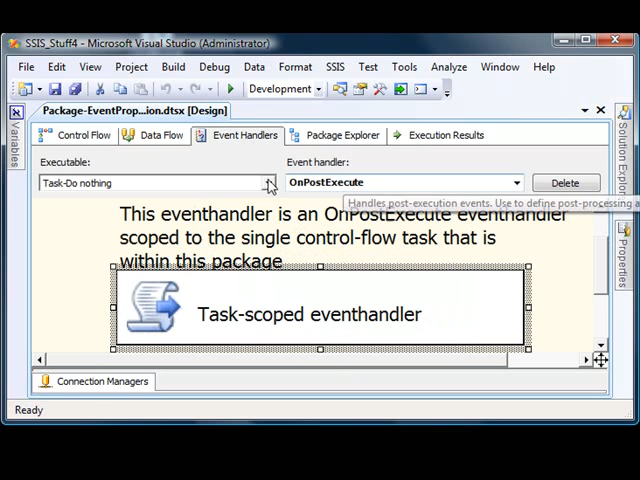 SSIS_Stuff4 - Microsoft Visual Studio (Administrator)
File Edit View Project Build Debug Data Format SSIS Test Tools Analyze Window Help
Development
Package-EventProp...ion.dtsx [Design]
Control Flow Data Flow Event Handlers Package Explorer Execution Results
Executable: Event handler:
Task-Do nothing OnPostExecute Delete
Handles post-execution events. Use to define post-processing a
This eventhandler is an OnPostExecute eventhandler
scoped to the single control-flow task that is
within this package
Task-scoped eventhandler
Connection Managers
Ready
Variables
Solution Explor
Properties